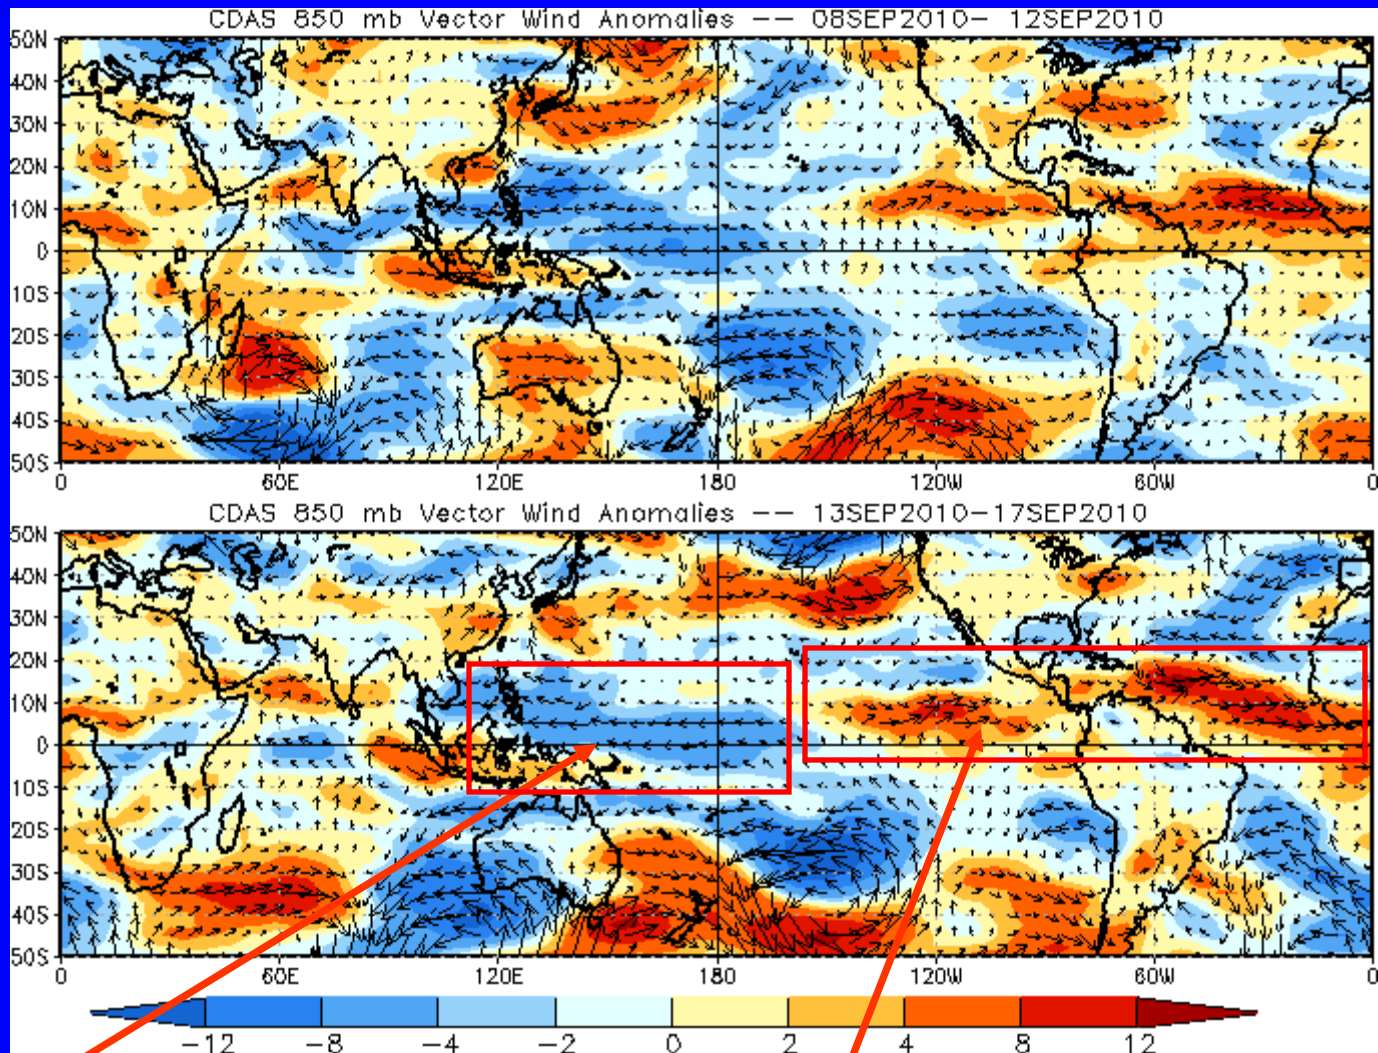 CDAS 850 mb Vector Wind Anomalies -- 08SEP2010- 12SEP2010
50N
40N
30N
20N
10N
0
10S
20S
30S
40S
50S
0 60E 120E 180 120W 60W 0
CDAS 850 mb Vector Wind Anomalies -- 13SEP2010-17SEP2010
50N
40N
30N
20N
10N
0
10S
20S
30S
40S
50S
0 60E 120E 180 120W 60W 0
-12 -8 -4 -2 0 2 4 8 12